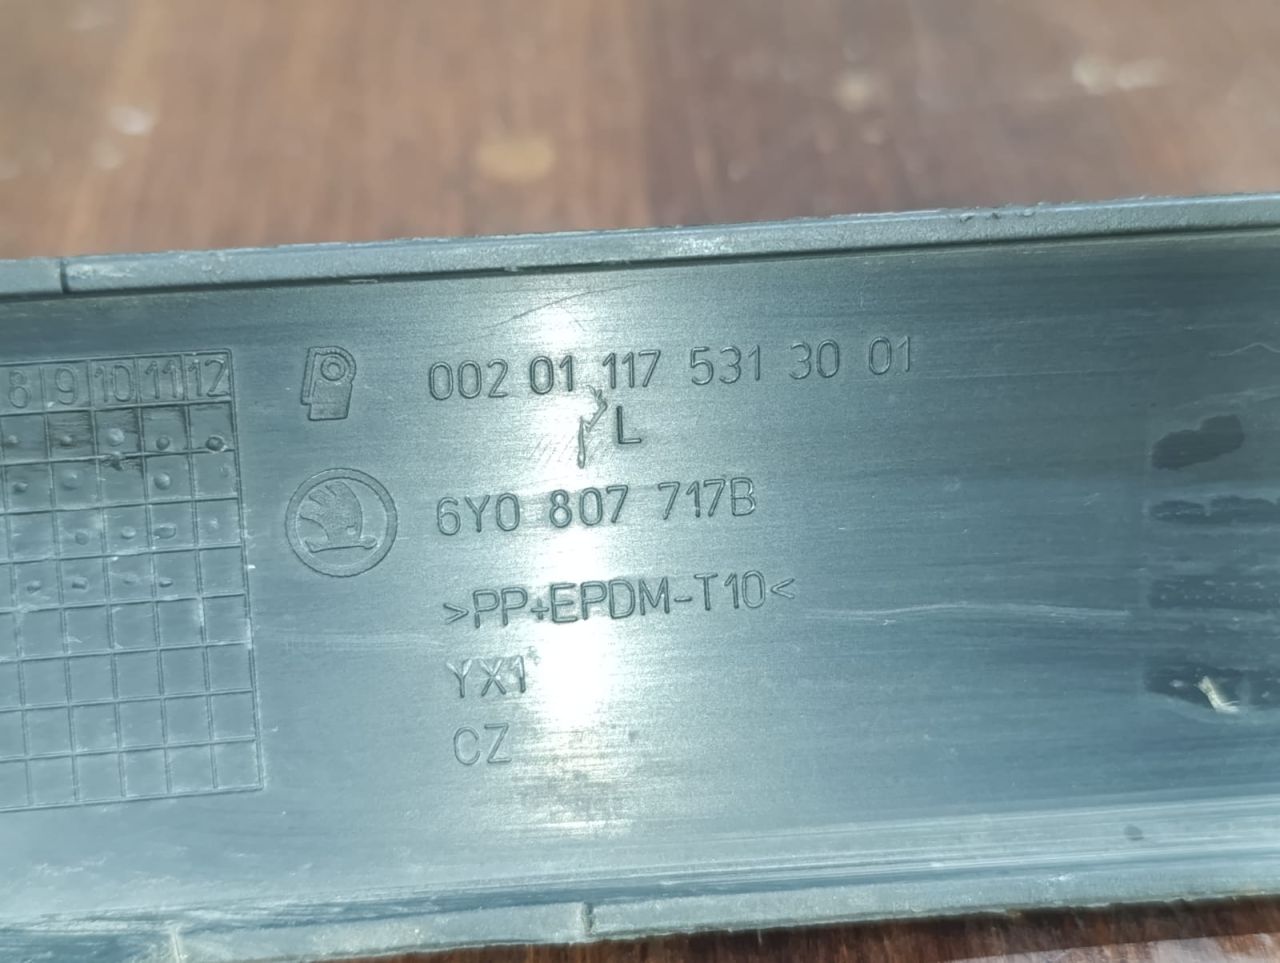 8 9 10 11 12
002 01 117 531 30 01
L
6Y0 807 717B
>PP+EPDM-T10<
YX1
CZ